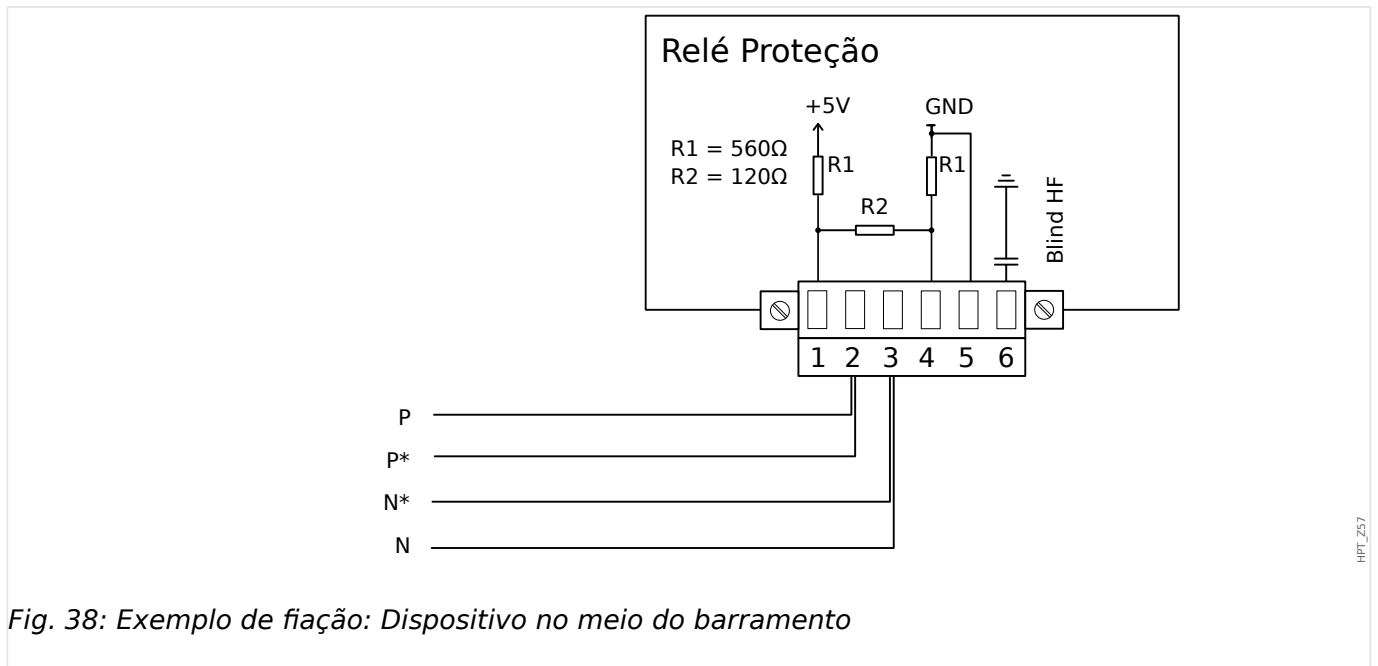 Relé Proteção
+5V
GND
R1 = 560Ω
R2 = 120Ω
R1
R1
R2
Blind HF
1 2 3 4 5 6
P
P*
N*
N
HPT_Z57
Fig. 38: Exemplo de fiação: Dispositivo no meio do barramento